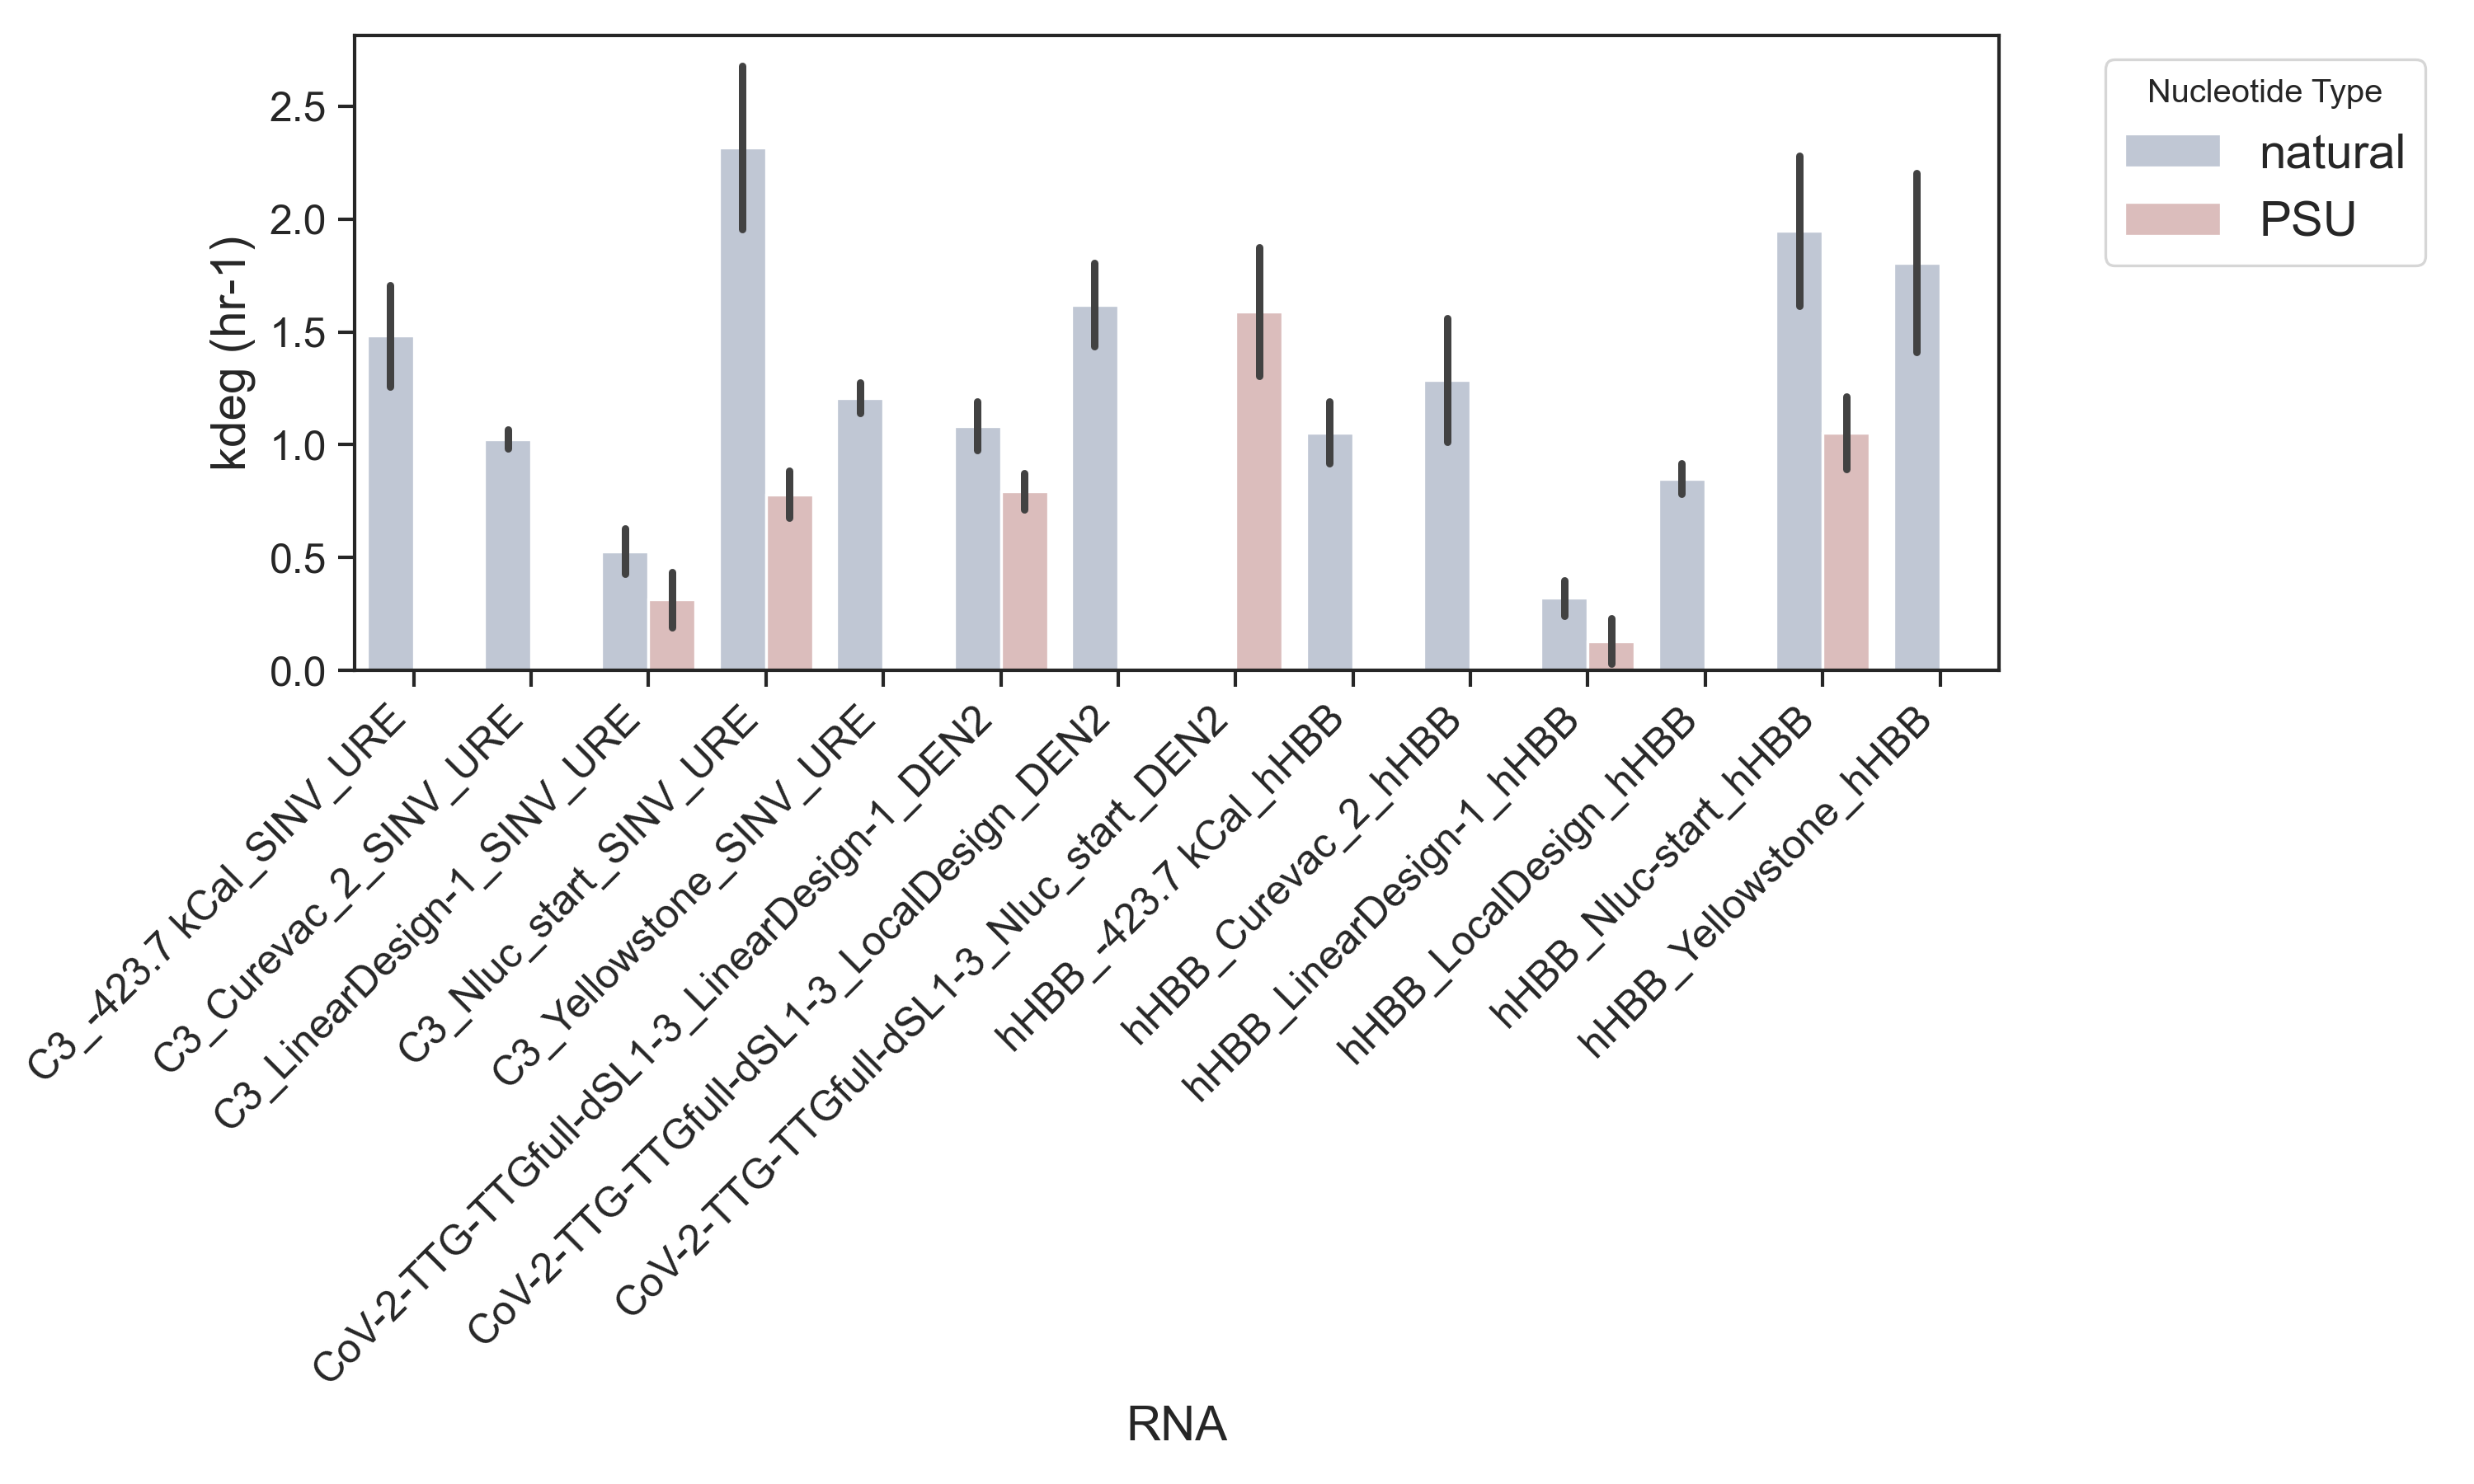 kdeg (hr-1)
2.5
2.0
1.5
1.0
0.5
0.0
C3_-423.7 kCal_SINV_URE
C3_Curevac_2_SINV_URE
C3_LinearDesign-1_SINV_URE
C3_Nluc_start_SINV_URE
C3_Yellowstone_SINV_URE
CoV-2-TTG-TTGfull-dSL1-3_LinearDesign-1_DEN2
CoV-2-TTG-TTGfull-dSL1-3_LocalDesign_DEN2
CoV-2-TTG-TTGfull-dSL1-3_Nluc_start_DEN2
hHBB_-423.7 kCal_hHBB
hHBB_Curevac_2_hHBB
hHBB_LinearDesign-1_hHBB
hHBB_LocalDesign_hHBB
hHBB_Nluc-start_hHBB
hHBB_Yellowstone_hHBB
RNA
Nucleotide Type
natural
PSU